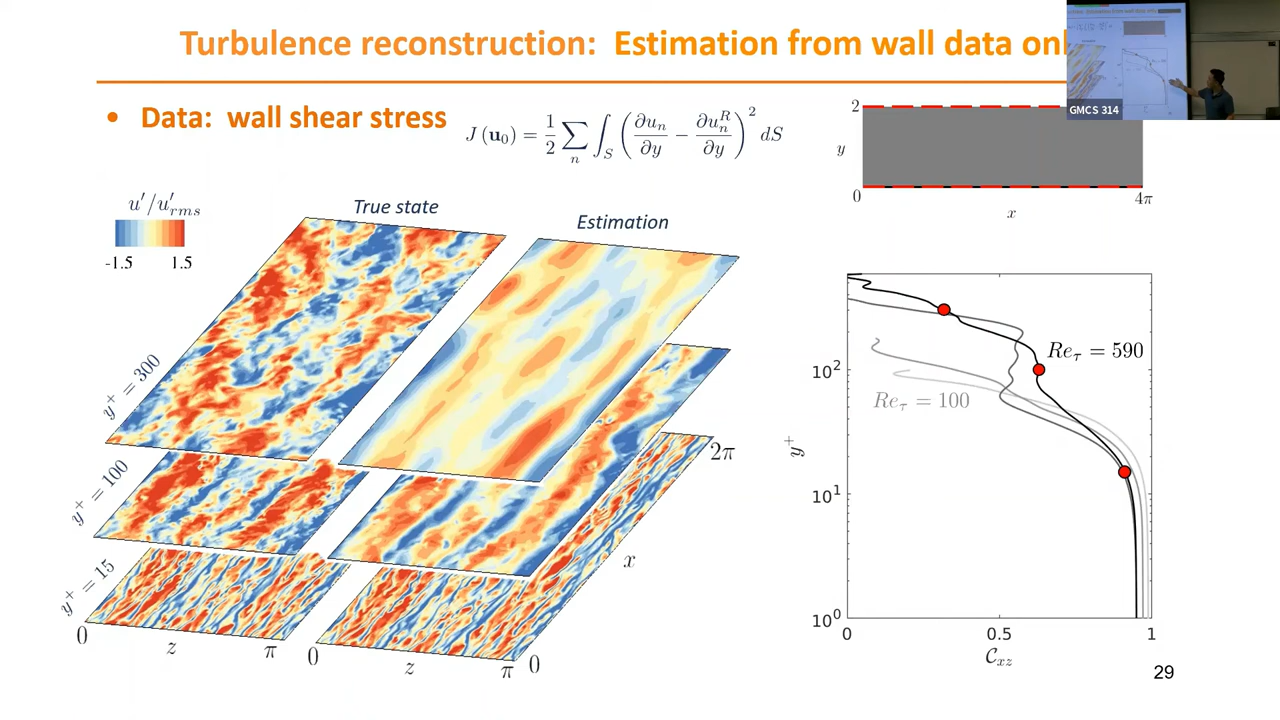 Turbulence reconstruction: Estimation from wall data onl
• Data: wall shear stress
J(u₀) = 1/2 ∑ₙ ∫_S (∂uₙ/∂y − ∂uₙᴿ/∂y)² dS
GMCS 314
2
y
0
x
4π
u′/u′rms
-1.5 1.5
True state
Estimation
y⁺ = 300
y⁺ = 100
y⁺ = 15
0
z
π
0
z
π
0
x
2π
Re_τ = 590
Re_τ = 100
10²
10¹
10⁰
y⁺
0 0.5 1
C_xz
29